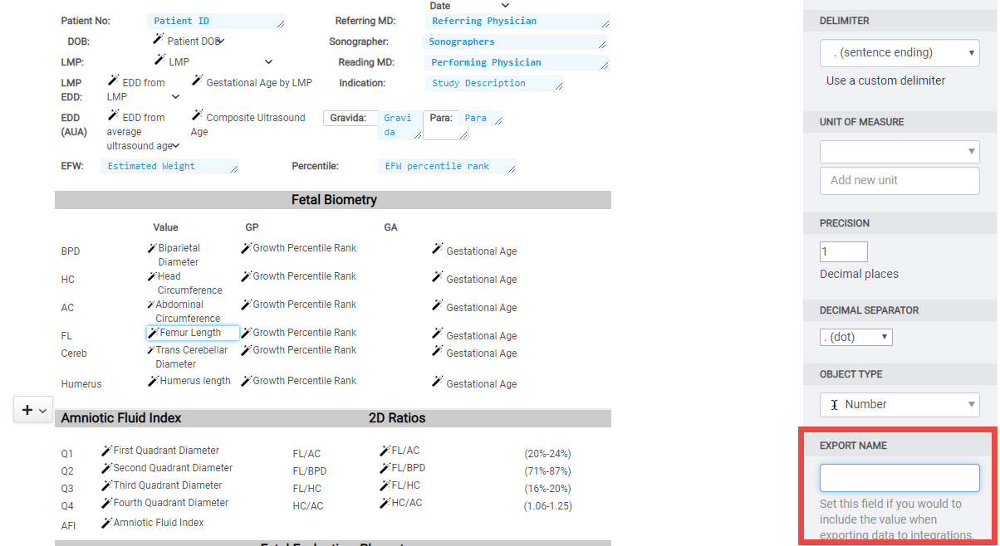 Date
Patient No: Patient ID Referring MD: Referring Physician
DOB: Patient DOB Sonographer: Sonographers
LMP: LMP Reading MD: Performing Physician
LMP EDD from Gestational Age by LMP Indication: Study Description
EDD: LMP
EDD EDD from Composite Ultrasound Gravida: Gravi Para: Para
(AUA) average Age da
ultrasound age
EFW: Estimated Weight Percentile: EFW percentile rank
Fetal Biometry
Value GP GA
BPD Biparietal Growth Percentile Rank Gestational Age
Diameter
HC Head Growth Percentile Rank Gestational Age
Circumference
AC Abdominal Growth Percentile Rank Gestational Age
Circumference
FL Femur Length Growth Percentile Rank Gestational Age
Cereb Trans Cerebellar Growth Percentile Rank Gestational Age
Diameter
Humerus Humerus length Growth Percentile Rank Gestational Age
Amniotic Fluid Index 2D Ratios
Q1 First Quadrant Diameter FL/AC FL/AC (20%-24%)
Q2 Second Quadrant Diameter FL/BPD FL/BPD (71%-87%)
Q3 Third Quadrant Diameter FL/HC FL/HC (16%-20%)
Q4 Fourth Quadrant Diameter HC/AC HC/AC (1.06-1.25)
AFI Amniotic Fluid Index
DELIMITER
. (sentence ending)
Use a custom delimiter
UNIT OF MEASURE
Add new unit
PRECISION
1
Decimal places
DECIMAL SEPARATOR
. (dot)
OBJECT TYPE
Number
EXPORT NAME
Set this field if you would to
include the value when
exporting data to integrations.